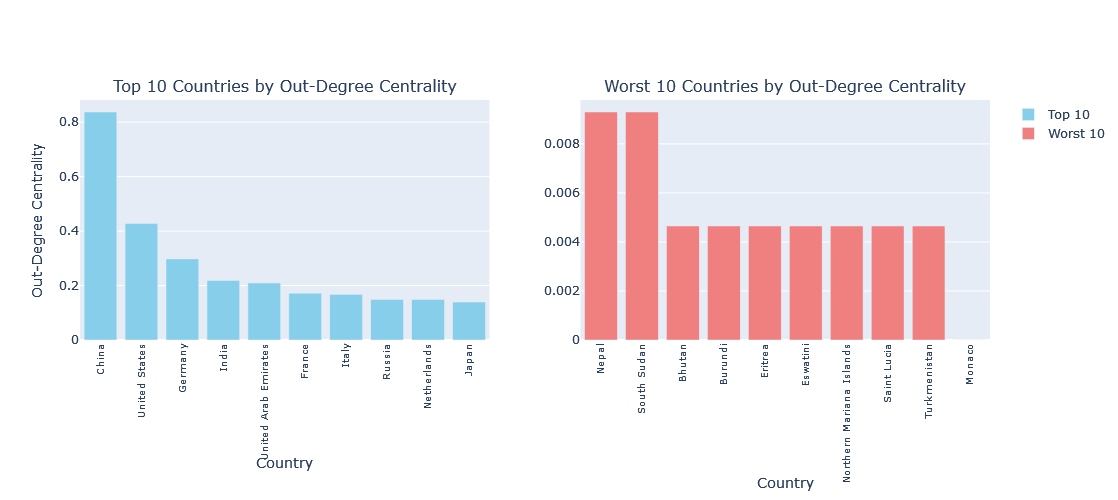 Top 10 Countries by Out-Degree Centrality
Out-Degree Centrality
0.8
0.6
0.4
0.2
0
China
United States
Germany
India
United Arab Emirates
France
Italy
Russia
Netherlands
Japan
Country
Worst 10 Countries by Out-Degree Centrality
0.008
0.006
0.004
0.002
0
Nepal
South Sudan
Bhutan
Burundi
Eritrea
Eswatini
Northern Mariana Islands
Saint Lucia
Turkmenistan
Monaco
Country
Top 10
Worst 10